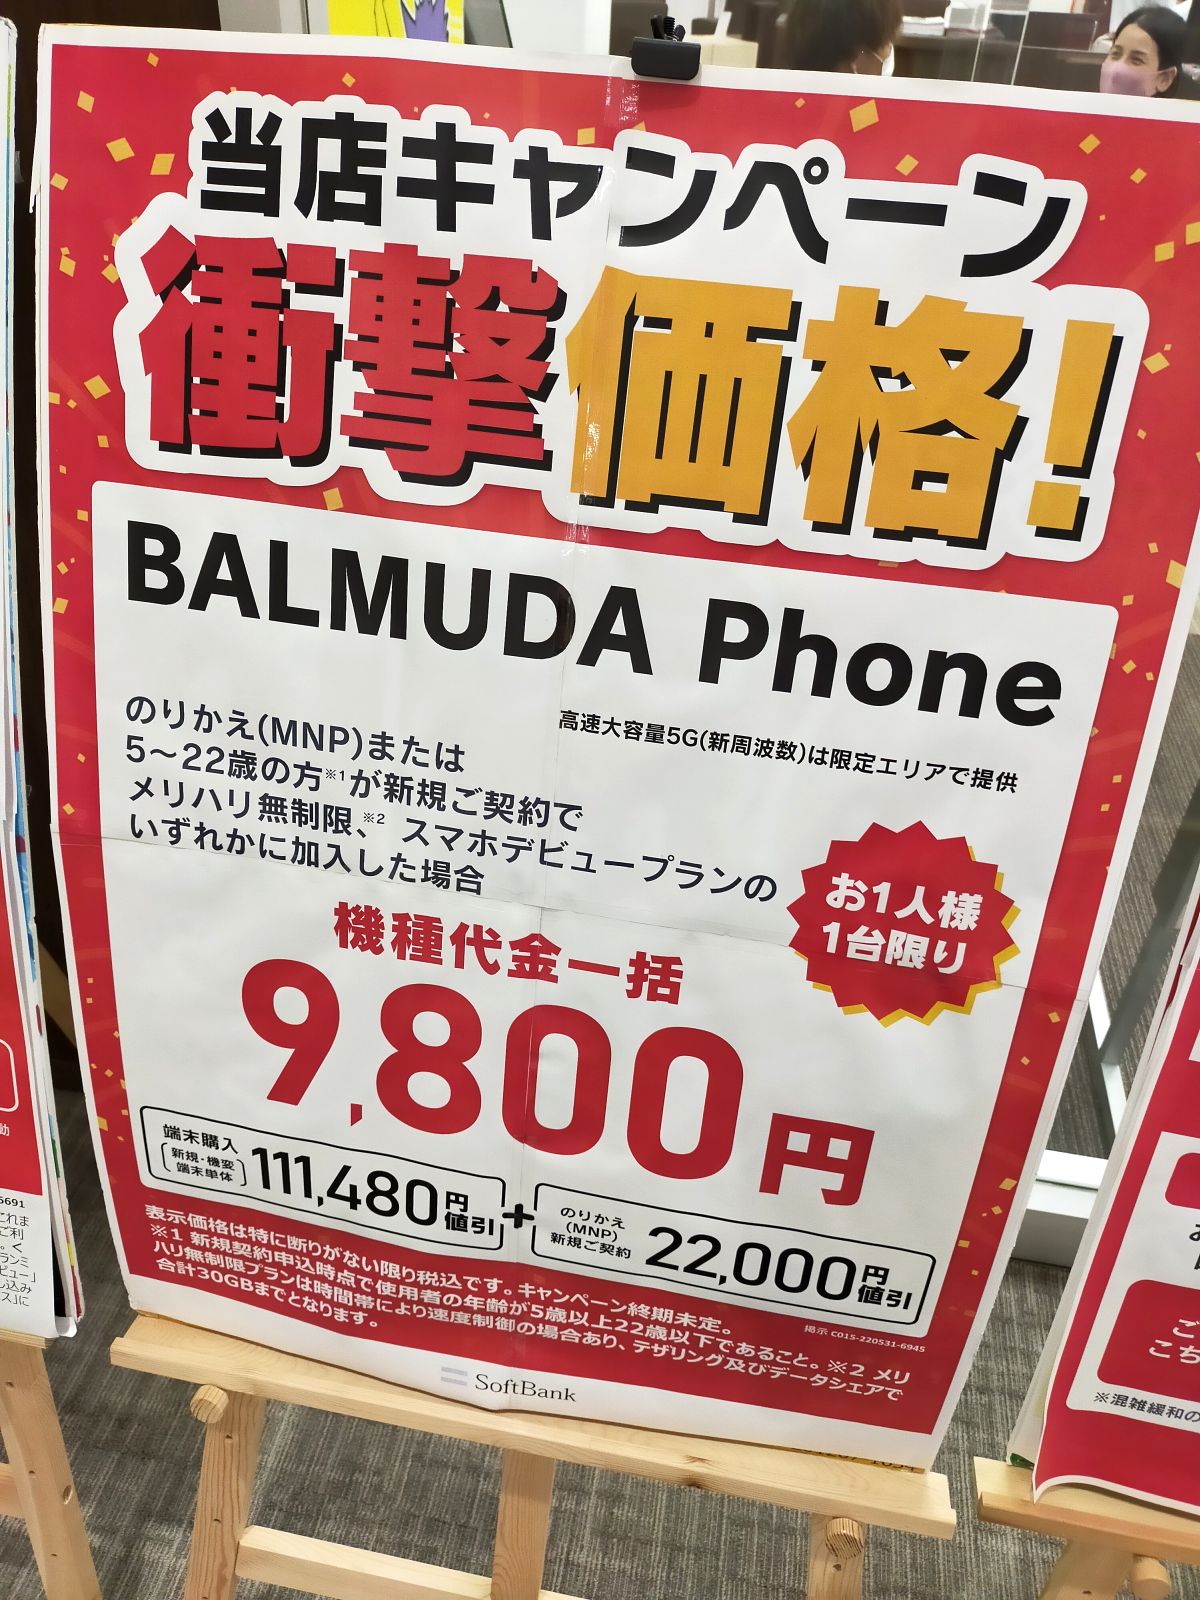 当店キャンペーン
衝撃価格!
BALMUDA Phone
高速大容量5G(新周波数)は限定エリアで提供
のりかえ(MNP)または
5〜22歳の方※1が新規ご契約で
メリハリ無制限、※2 スマホデビュープランの
いずれかに加入した場合
お1人様
1台限り
機種代金一括
9,800円
端末購入
(新規・機変
端末単体)
111,480円
値引
+
のりかえ
(MNP)
新規ご契約
22,000円
値引
表示価格は特に断りがない限り税込です。キャンペーン終期未定。
※1 新規契約申込時点で使用者の年齢が5歳以上22歳以下であること。※2 メリ
ハリ無制限プランは時間帯により速度制御の場合あり、テザリング及びデータシェアで
合計30GBまでとなります。
掲示 C015-220531-6945
SoftBank
5691
※混雑緩和の